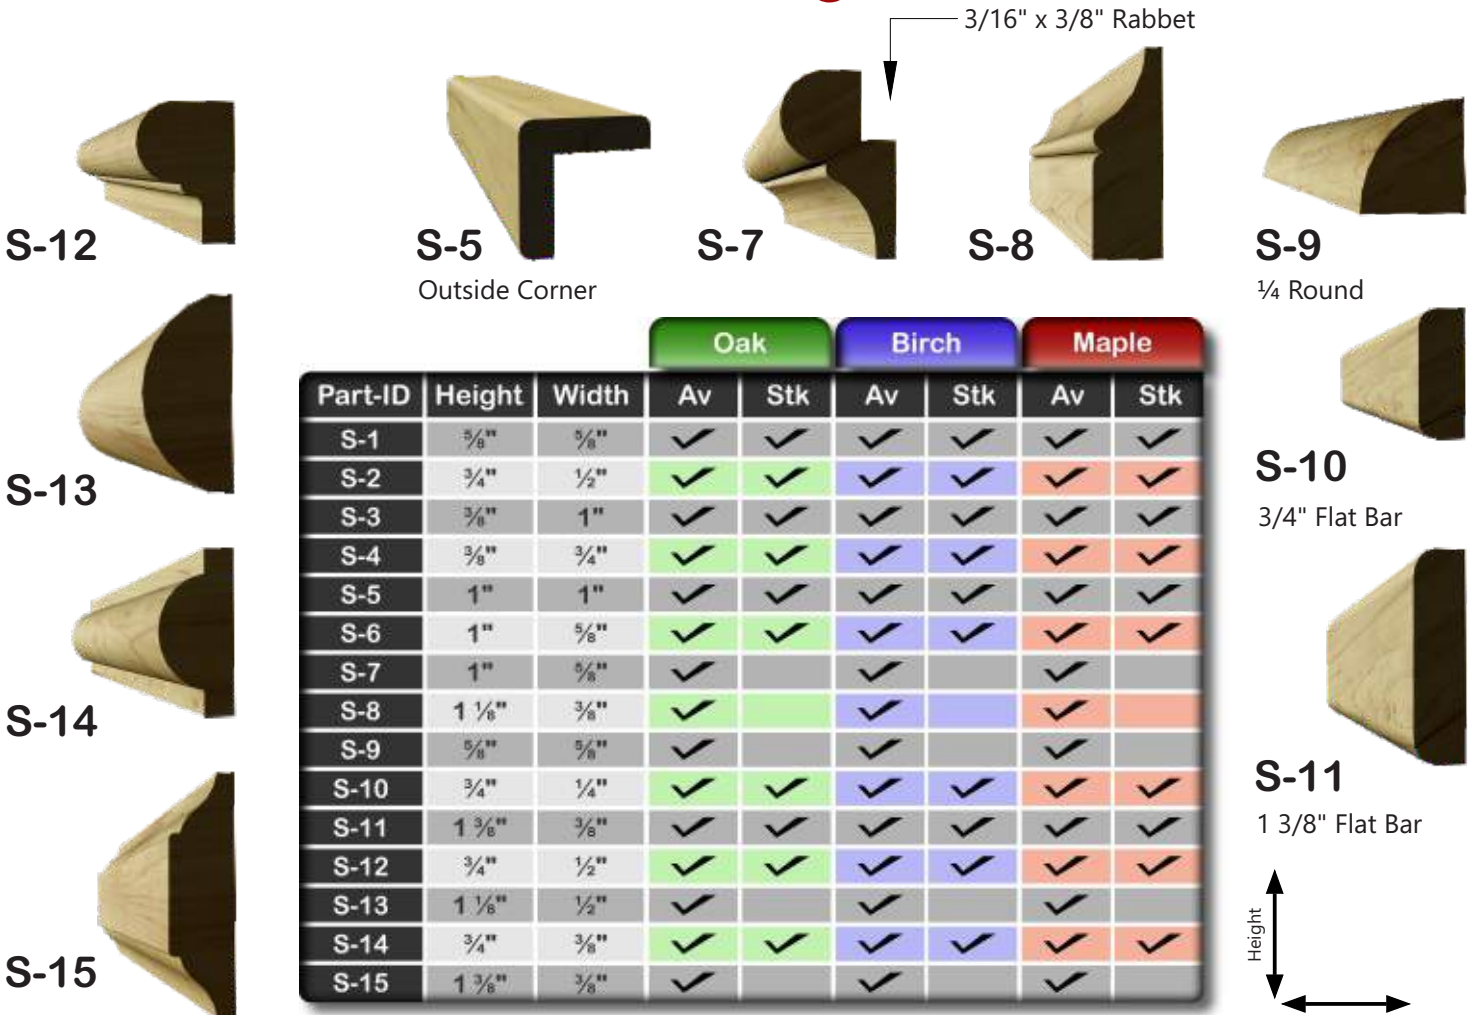 3/16" x 3/8" Rabbet
S-12
S-5
Outside Corner
S-7
S-8
S-9
¼ Round
S-13
S-10
3/4" Flat Bar
S-14
S-11
1 3/8" Flat Bar
S-15
Oak Birch Maple
Part-ID Height Width Av Stk Av Stk Av Stk
S-1 ⅝" ⅝" ✓ ✓ ✓ ✓ ✓ ✓
S-2 ¾" ½" ✓ ✓ ✓ ✓ ✓ ✓
S-3 ⅜" 1" ✓ ✓ ✓ ✓ ✓ ✓
S-4 ⅜" ¾" ✓ ✓ ✓ ✓ ✓ ✓
S-5 1" 1" ✓ ✓ ✓ ✓ ✓ ✓
S-6 1" ⅝" ✓ ✓ ✓ ✓ ✓ ✓
S-7 1" ⅝" ✓ ✓ ✓
S-8 1 ⅛" ⅜" ✓ ✓ ✓
S-9 ⅝" ⅝" ✓ ✓ ✓
S-10 ¾" ¼" ✓ ✓ ✓ ✓ ✓ ✓
S-11 1 ⅜" ⅜" ✓ ✓ ✓ ✓ ✓ ✓
S-12 ¾" ½" ✓ ✓ ✓ ✓ ✓ ✓
S-13 1 ⅛" ½" ✓ ✓ ✓
S-14 ¾" ⅜" ✓ ✓ ✓ ✓ ✓ ✓
S-15 1 ⅜" ⅜" ✓ ✓ ✓
Height